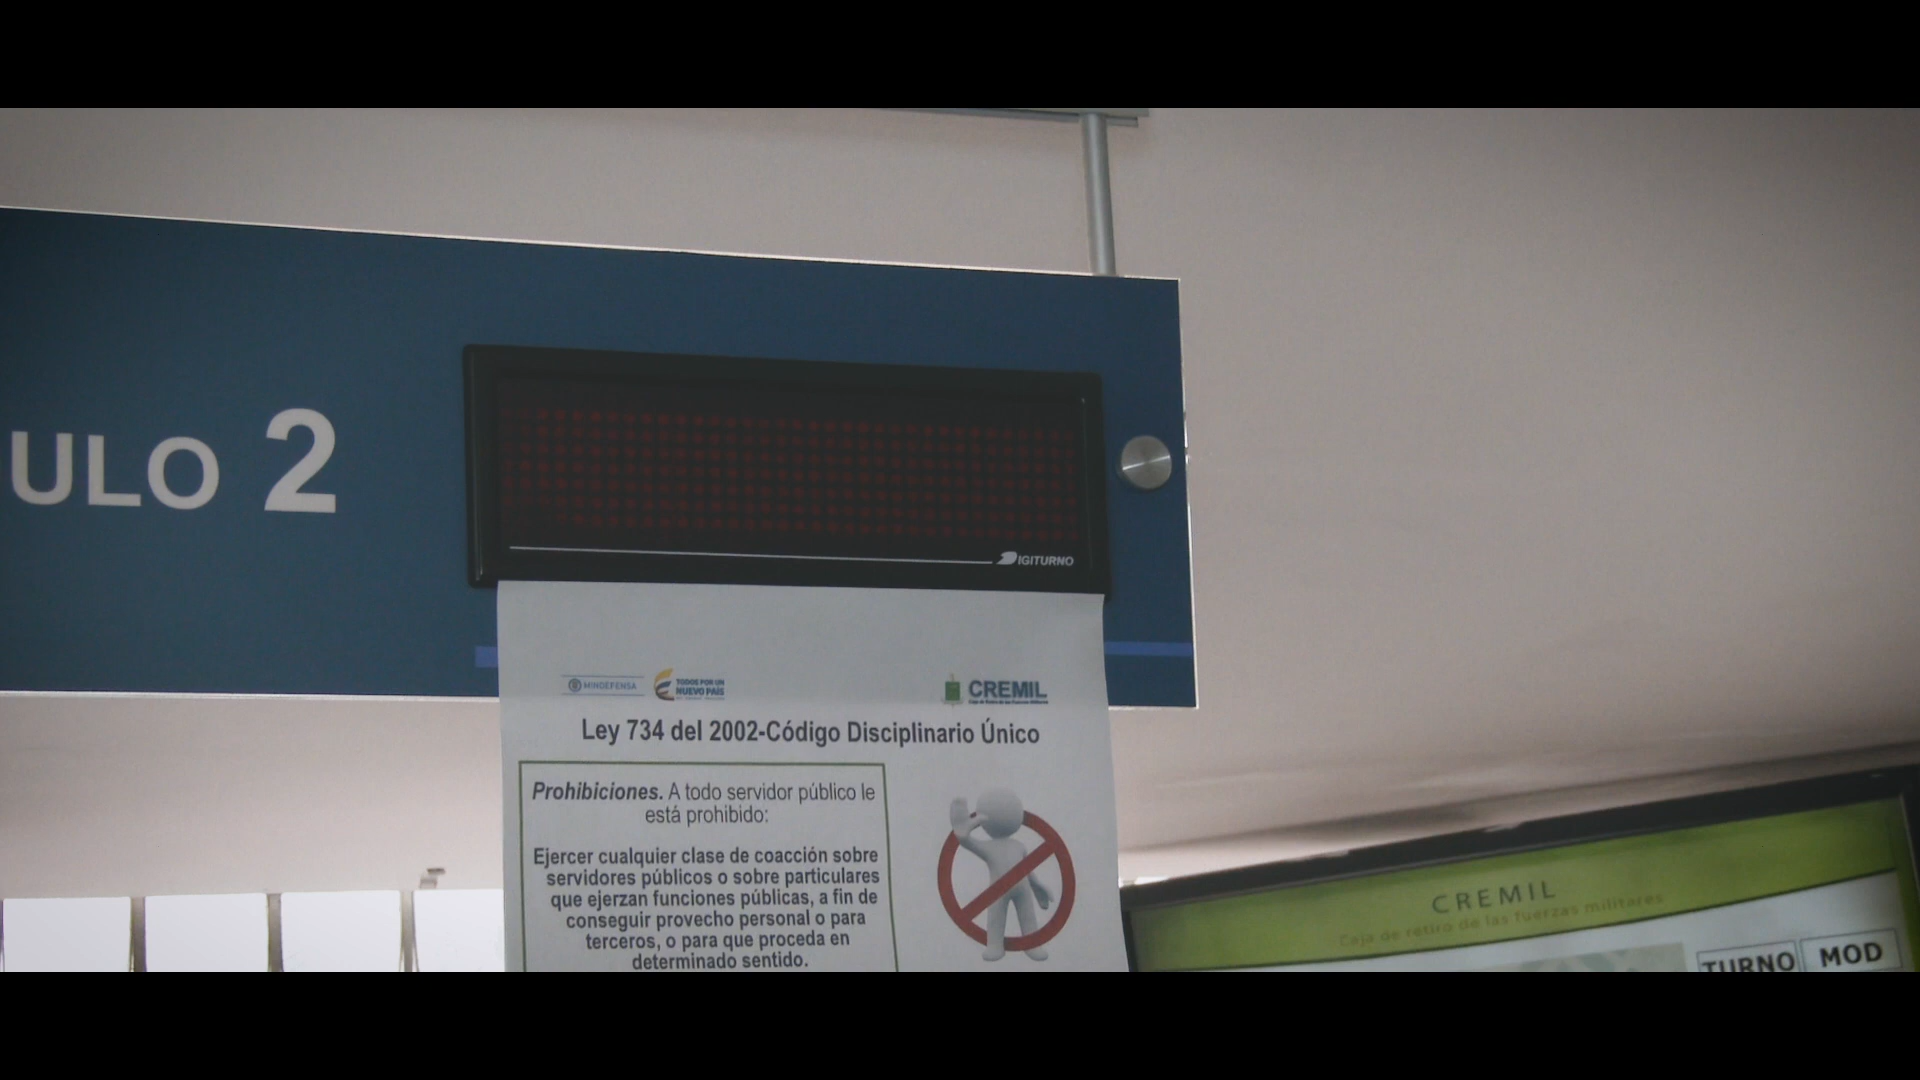 ULO 2
DIGITURNO
MINDEFENSA
TODOS POR UN
NUEVO PAÍS
CREMIL
Ley 734 del 2002-Código Disciplinario Único
Prohibiciones. A todo servidor público le
está prohibido:
Ejercer cualquier clase de coacción sobre
servidores públicos o sobre particulares
que ejerzan funciones públicas, a fin de
conseguir provecho personal o para
terceros, o para que proceda en
determinado sentido.
CREMIL
Caja de retiro de las fuerzas militares
TURNO MOD